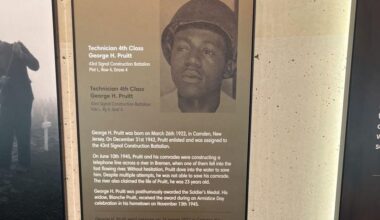 Technician 4th Class
George H. Pruitt
43rd Signal Construction Battalion
Plot L, Row 4, Grave 4
Technician 4th Class
George H. Pruitt
43rd Signal Construction Battalion
George H. Pruitt was born on March 26th 1922, in Camden, New
Jersey. On December 31st 1942, Pruitt enlisted and was assigned to
the 43rd Signal Construction Battalion.
On June 10th 1945, Pruitt and his comrades were constructing a
telephone line across a river in Bremen, when one of them fell into the
fast flowing river. Without hesitation, Pruitt dove into the water to save
him. Despite multiple attempts, he was not able to save his comrade.
The river also claimed the life of Pruitt, he was 23 years old.
George H. Pruitt was posthumously awarded the Soldier's Medal. His
widow, Blanche Pruitt, received the award during an Armistice Day
celebration in his hometown on November 13th 1945.